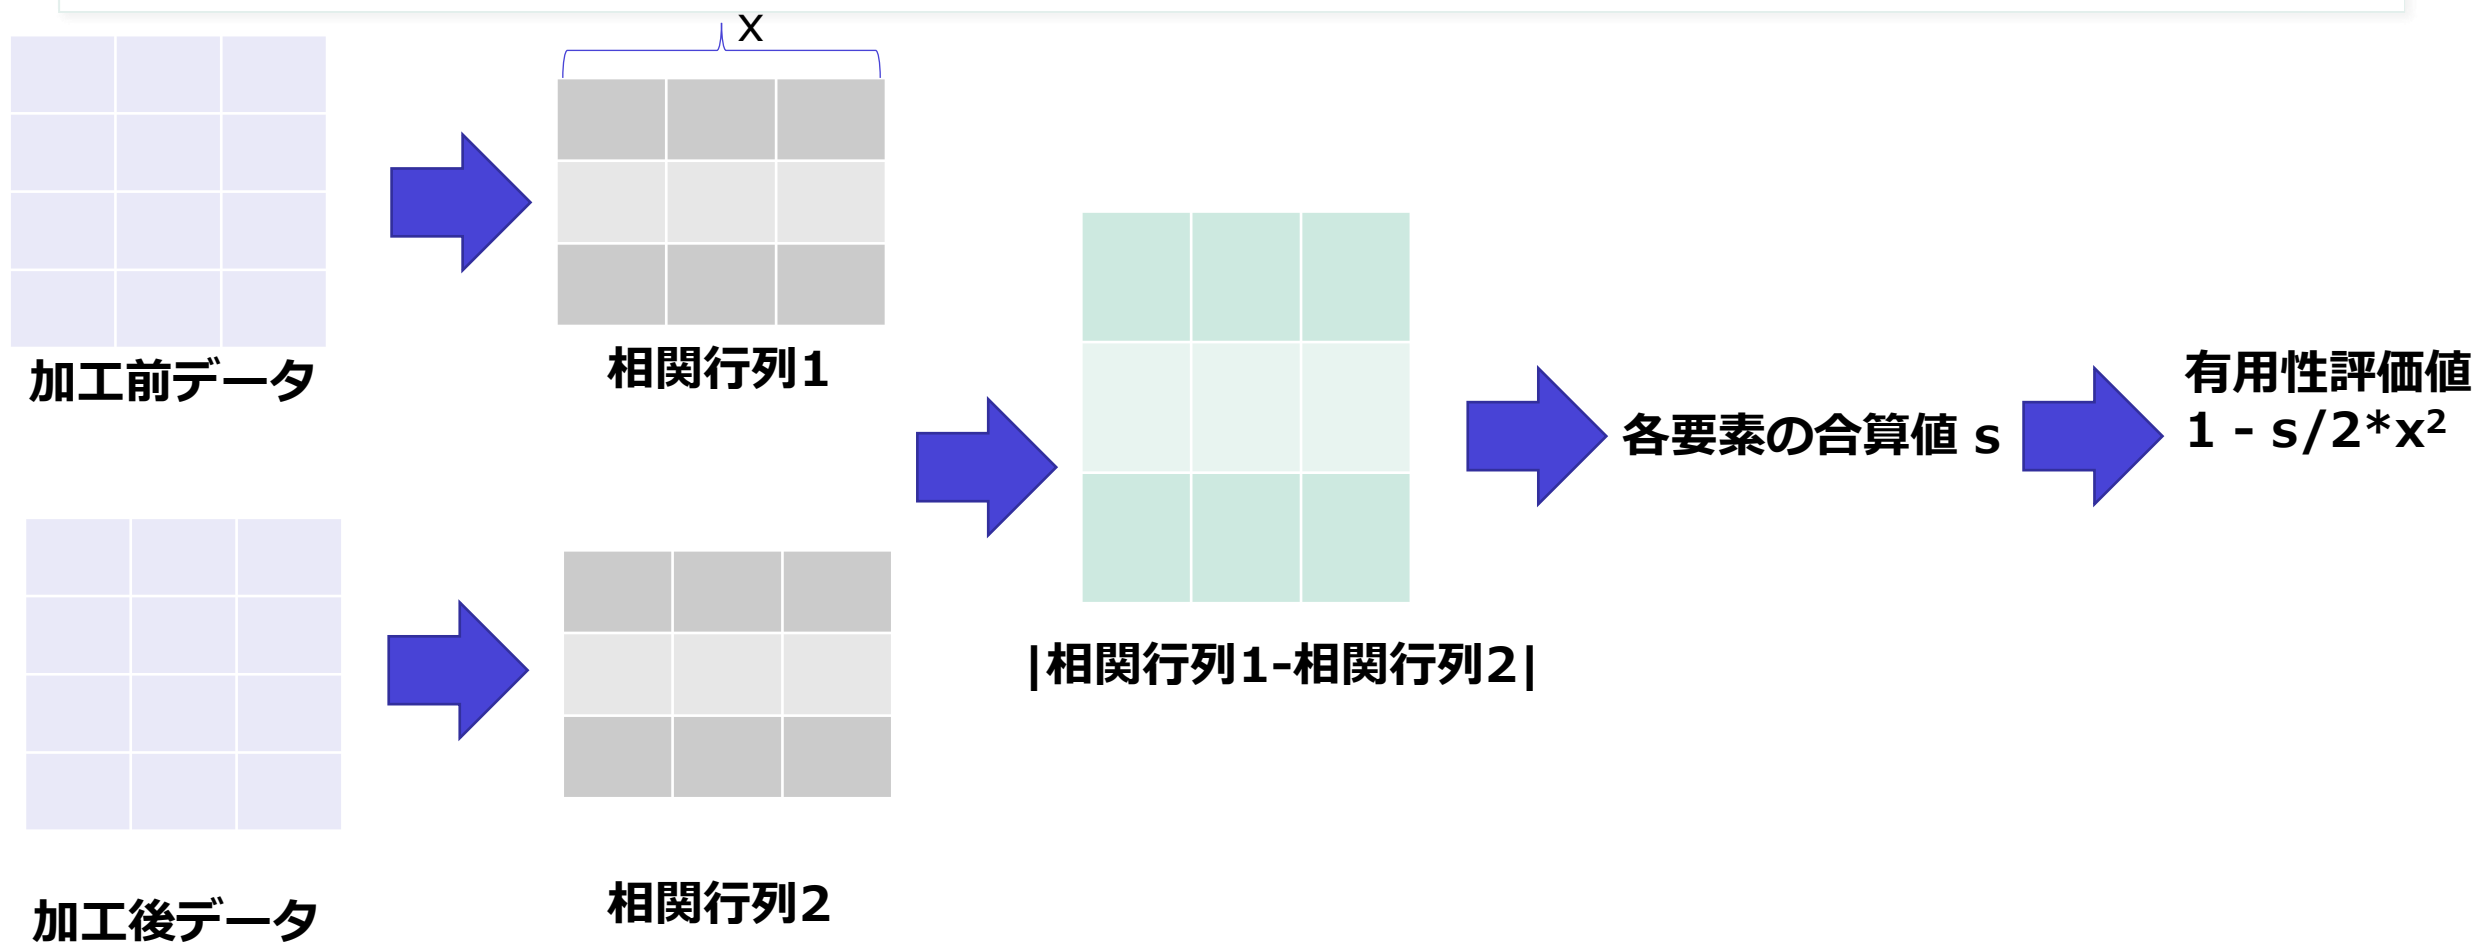 x
加工前データ
相関行列1
加工後データ
相関行列2
|相関行列1-相関行列2|
各要素の合算値 s
有用性評価値
1 - s/2*x²